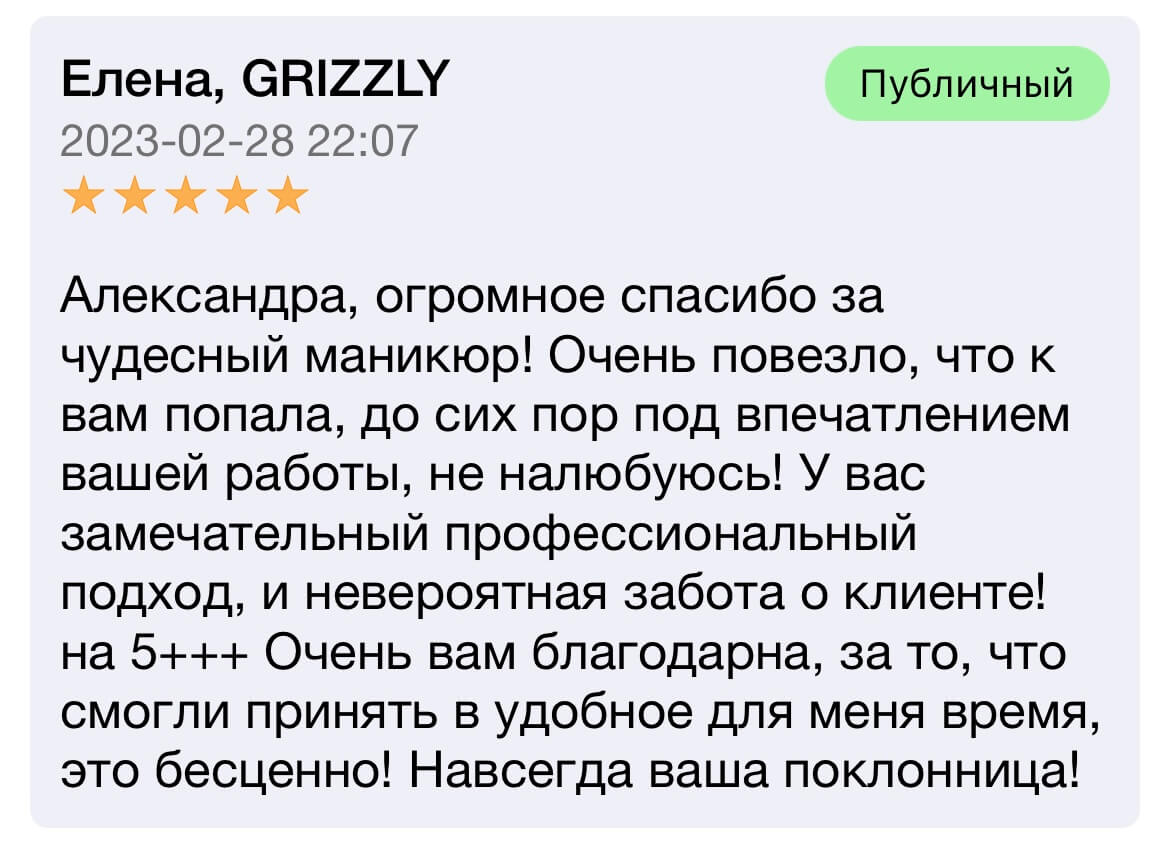 Елена, GRIZZLY
Публичный
2023-02-28 22:07
Александра, огромное спасибо за
чудесный маникюр! Очень повезло, что к
вам попала, до сих пор под впечатлением
вашей работы, не налюбуюсь! У вас
замечательный профессиональный
подход, и невероятная забота о клиенте!
на 5+++ Очень вам благодарна, за то, что
смогли принять в удобное для меня время,
это бесценно! Навсегда ваша поклонница!